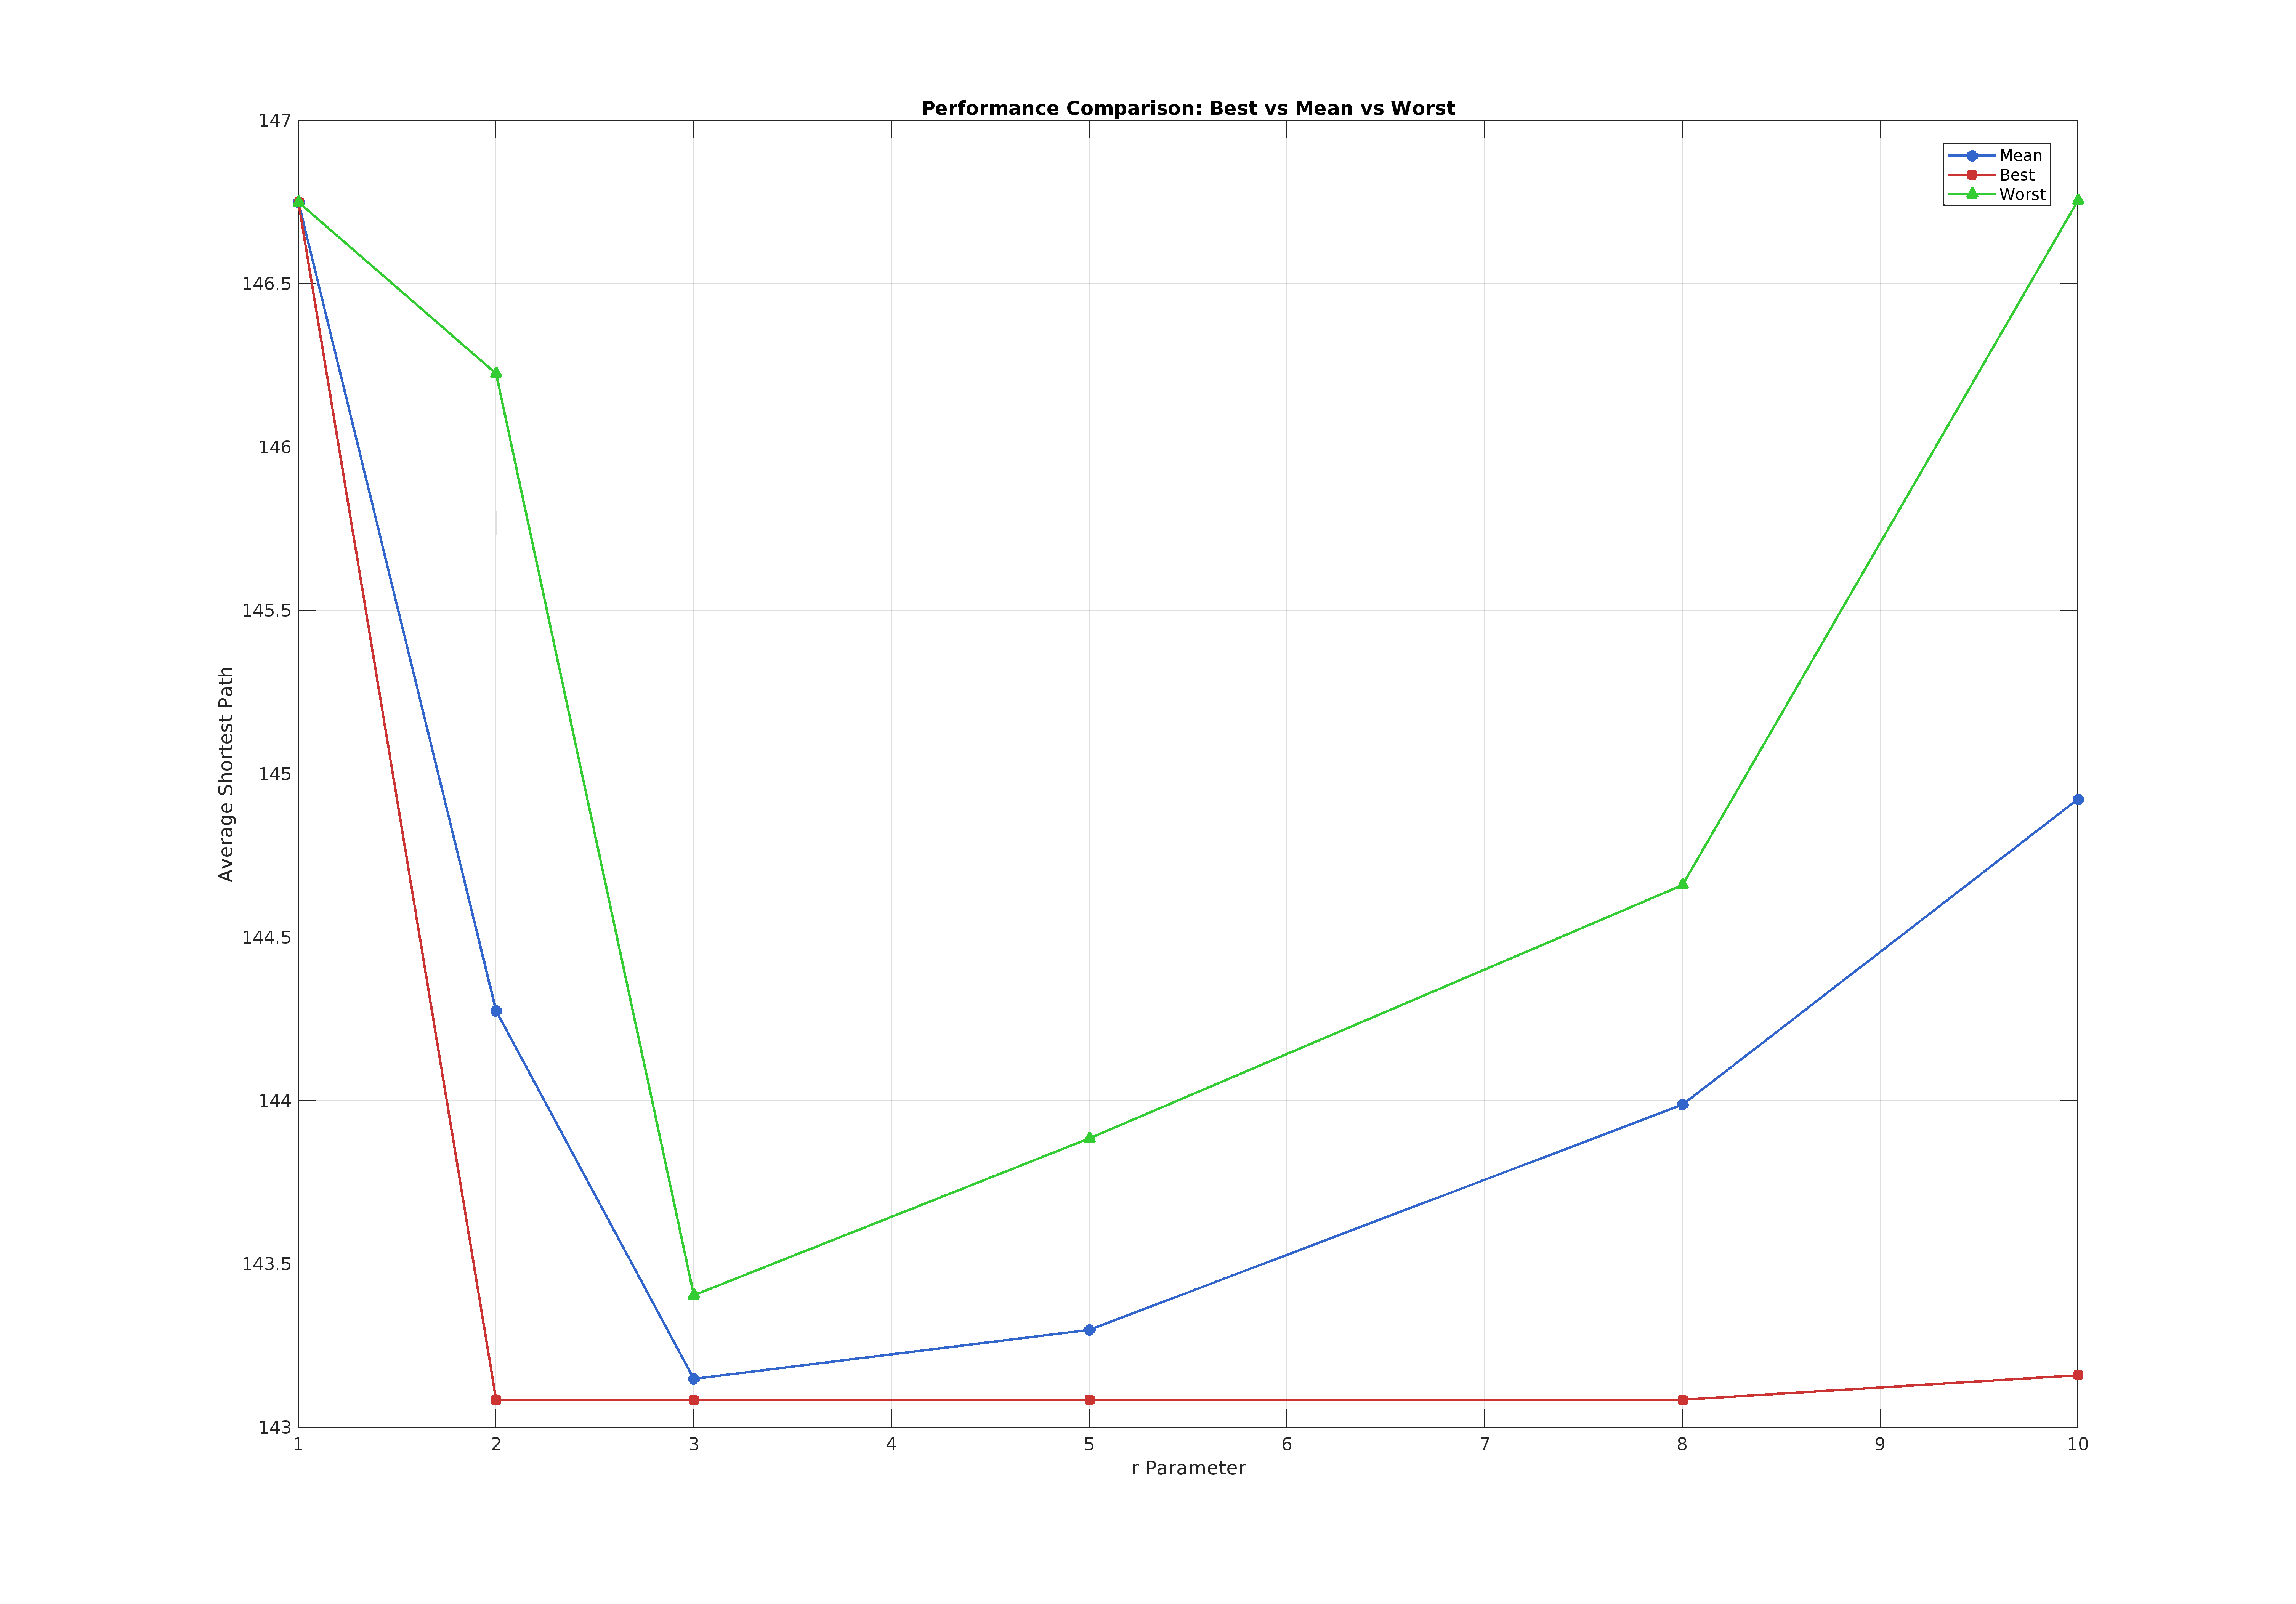 Performance Comparison: Best vs Mean vs Worst
147
146.5
146
145.5
145
144.5
144
143.5
143
Average Shortest Path
Mean
Best
Worst
1 2 3 4 5 6 7 8 9 10
r Parameter